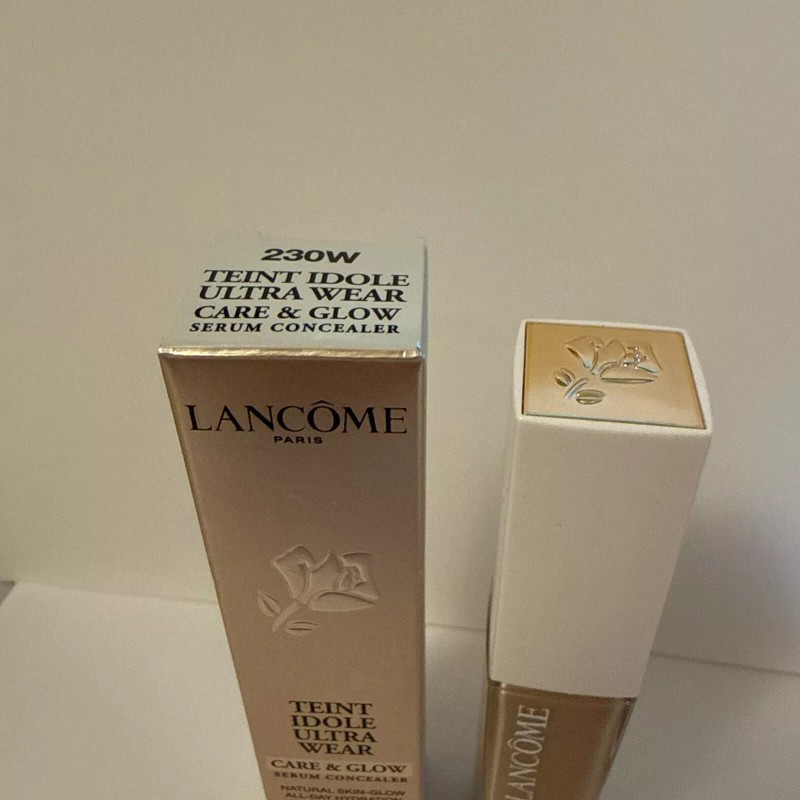 230W
TEINT IDOLE
ULTRA WEAR
CARE & GLOW
SERUM CONCEALER
LANCÔME
PARIS
TEINT
IDOLE
ULTRA
WEAR
CARE & GLOW
SERUM CONCEALER
NATURAL SKIN-GLOW
ALL-DAY HYDRATION
LANCÔME